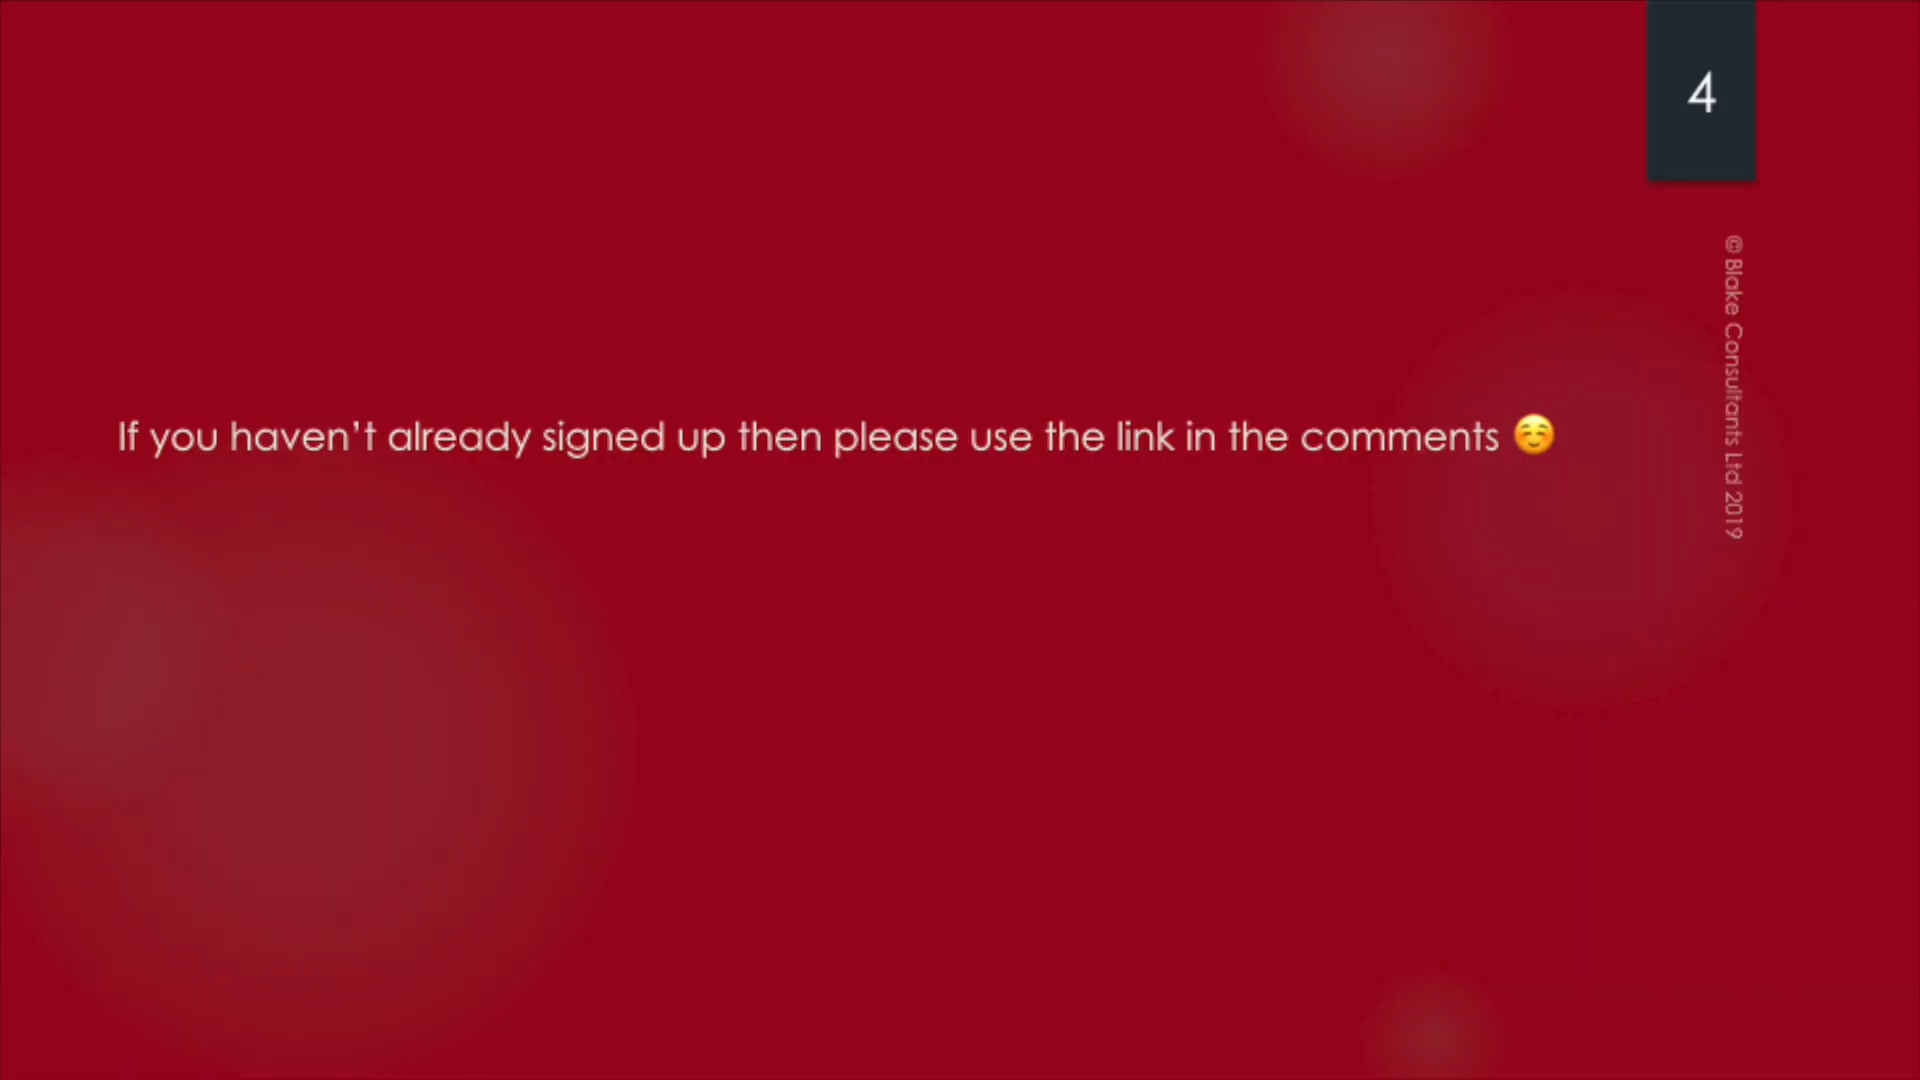 4
If you haven’t already signed up then please use the link in the comments ☺️
© Blake Consultants Ltd 2019